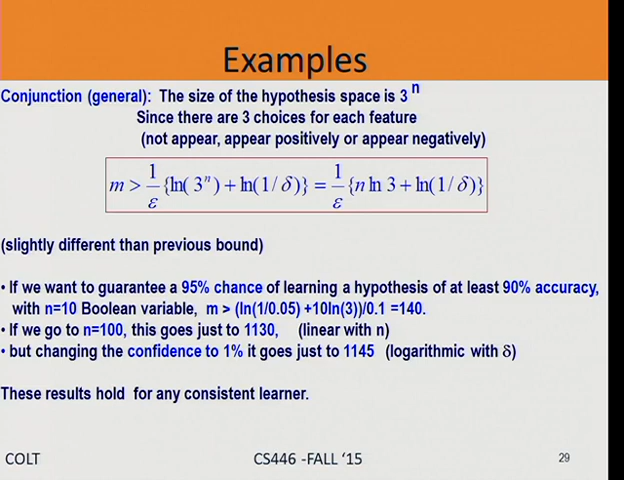 Examples
Conjunction (general): The size of the hypothesis space is 3^n
Since there are 3 choices for each feature
(not appear, appear positively or appear negatively)
m > 1/ε {ln( 3^n ) + ln(1/ δ )} = 1/ε {n ln 3 + ln(1/ δ )}
(slightly different than previous bound)
• If we want to guarantee a 95% chance of learning a hypothesis of at least 90% accuracy,
with n=10 Boolean variable, m > (ln(1/0.05) +10ln(3))/0.1 =140.
• If we go to n=100, this goes just to 1130, (linear with n)
• but changing the confidence to 1% it goes just to 1145 (logarithmic with δ)
These results hold for any consistent learner.
COLT CS446 -FALL ‘15 29